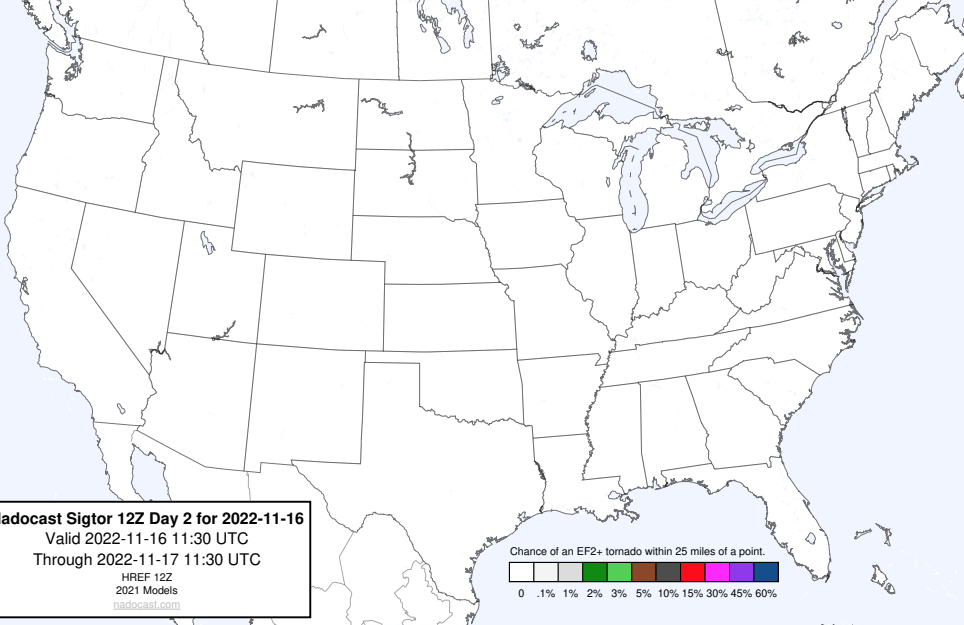 adocast Sigtor 12Z Day 2 for 2022-11-16
Valid 2022-11-16 11:30 UTC
Through 2022-11-17 11:30 UTC
HREF 12Z
2021 Models
nadocast.com
Chance of an EF2+ tornado within 25 miles of a point.
0 .1% 1% 2% 3% 5% 10% 15% 30% 45% 60%